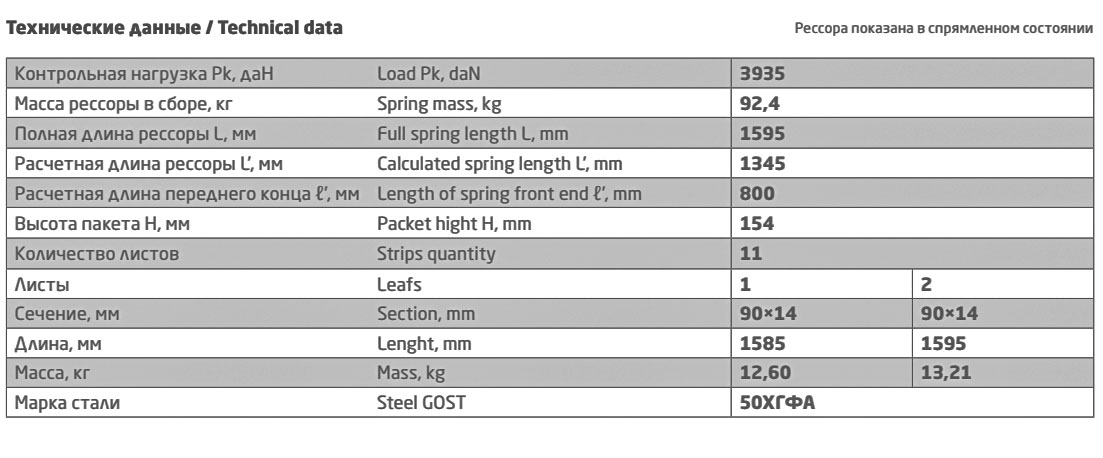 Технические данные / Technical data
Рессора показана в спрямленном состоянии
Контрольная нагрузка Pk, даН Load Pk, daN 3935
Масса рессоры в сборе, кг Spring mass, kg 92,4
Полная длина рессоры L, мм Full spring length L, mm 1595
Расчетная длина рессоры L', мм Calculated spring length L', mm 1345
Расчетная длина переднего конца ℓ', мм Length of spring front end ℓ', mm 800
Высота пакета H, мм Packet hight H, mm 154
Количество листов Strips quantity 11
Листы Leafs 1 2
Сечение, мм Section, mm 90×14 90×14
Длина, мм Lenght, mm 1585 1595
Масса, кг Mass, kg 12,60 13,21
Марка стали Steel GOST 50ХГФА